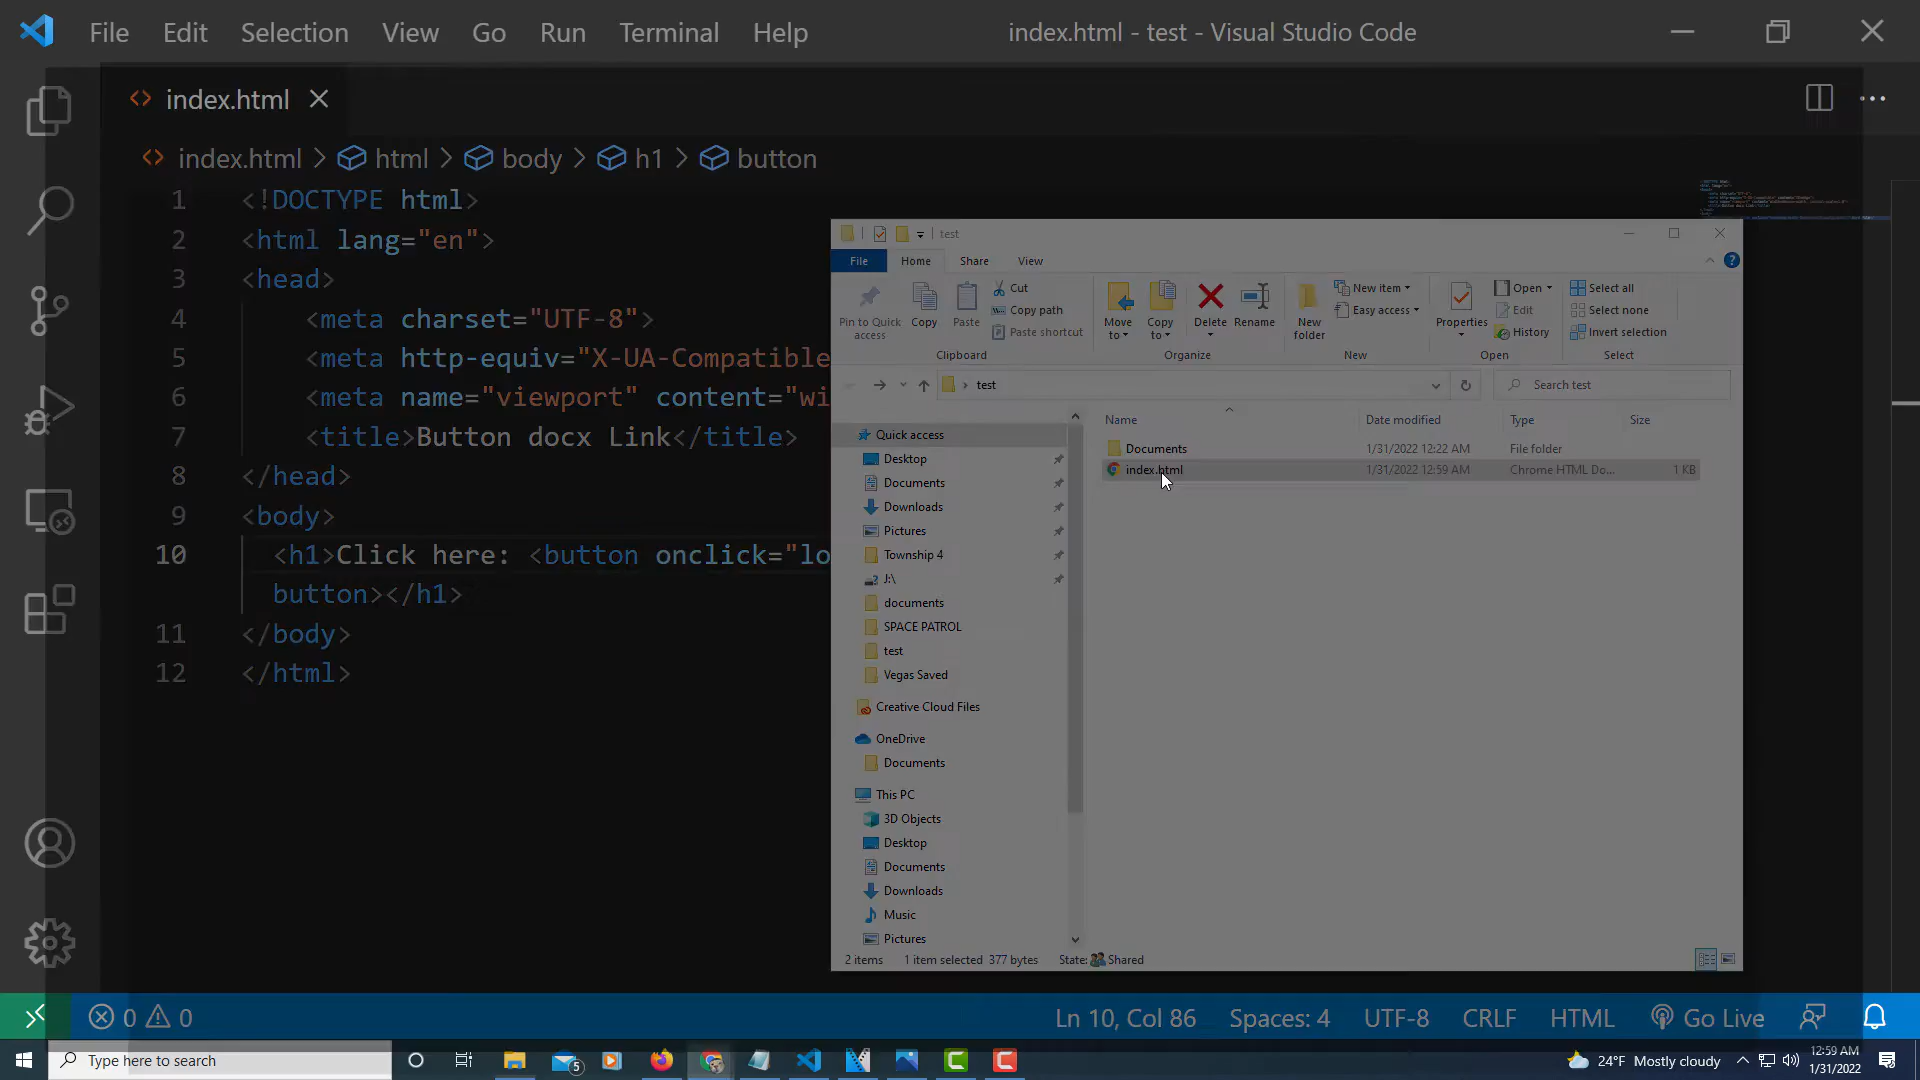 File Edit Selection View Go Run Terminal Help index.html - test - Visual Studio Code
index.html
index.html > html > body > h1 > button
1 <!DOCTYPE html>
2 <html lang="en">
3 <head>
4 <meta charset="UTF-8">
5 <meta http-equiv="X-UA-Compatible
6 <meta name="viewport" content="wi
7 <title>Button docx Link</title>
8 </head>
9 <body>
10 <h1>Click here: <button onclick="lo
button></h1>
11 </body>
12 </html>
test
File Home Share View
Pin to Quick access
Copy
Paste
Cut
Copy path
Paste shortcut
Clipboard
Move to
Copy to
Delete
Rename
Organize
New folder
New item
Easy access
New
Properties
Open
Edit
History
Open
Select all
Select none
Invert selection
Select
test
Search test
Name Date modified Type Size
Documents 1/31/2022 12:22 AM File folder
index.html 1/31/2022 12:59 AM Chrome HTML Do... 1 KB
Quick access
Desktop
Documents
Downloads
Pictures
Township 4
J:\
documents
SPACE PATROL
test
Vegas Saved
Creative Cloud Files
OneDrive
Documents
This PC
3D Objects
Desktop
Documents
Downloads
Music
Pictures
2 items 1 item selected 377 bytes State: Shared
0 0 Ln 10, Col 86 Spaces: 4 UTF-8 CRLF HTML Go Live
Type here to search
5
24°F Mostly cloudy
12:59 AM
1/31/2022